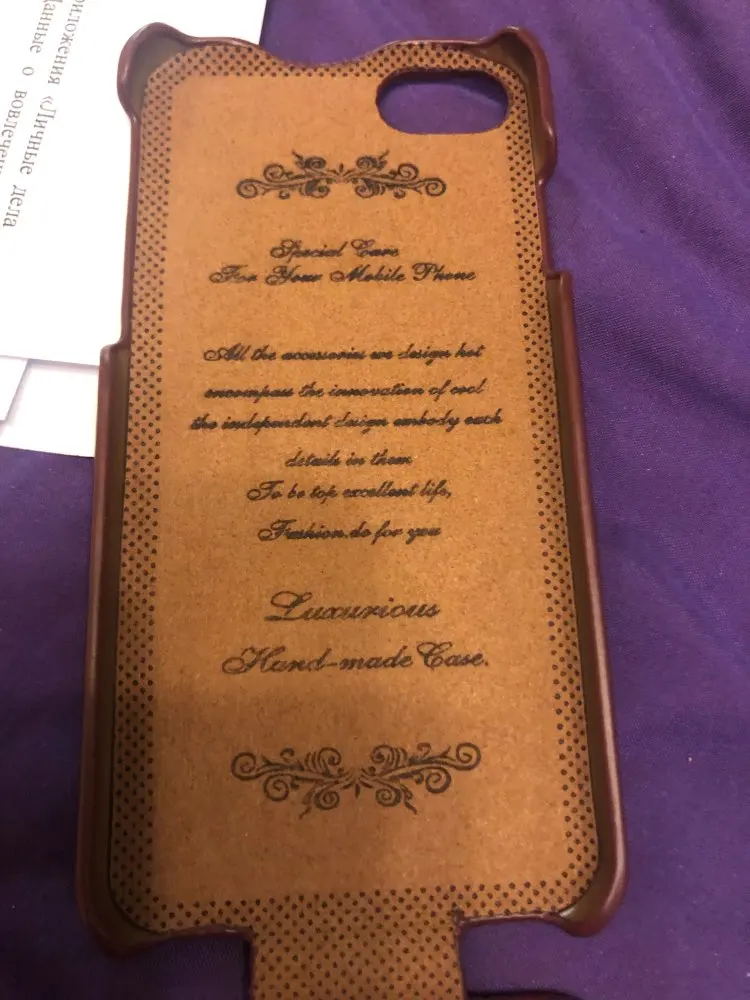 Special Care
For Your Mobile Phone
All the accessories we design hot
encompass the innovation of cool
the independent design embody each
details in them
To be top excellent life,
Fashion.do for you
Luxurious
Hand-made Case.
риложения «Личные дела
Данные о вовлечен